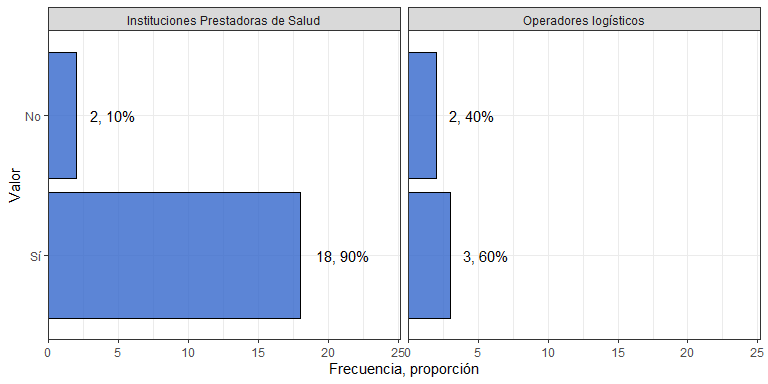 Instituciones Prestadoras de Salud
Operadores logísticos
Valor
No
2, 10%
2, 40%
Sí
18, 90%
3, 60%
0 5 10 15 20 25
0 5 10 15 20 25
Frecuencia, proporción